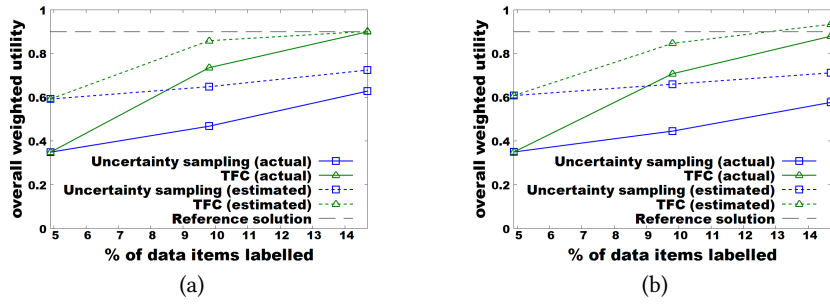 overall weighted utility
1
0.8
0.6
0.4
0.2
0
Uncertainty sampling (actual)
TFC (actual)
Uncertainty sampling (estimated)
TFC (estimated)
Reference solution
5 6 7 8 9 10 11 12 13 14
% of data items labelled
(a)
overall weighted utility
1
0.8
0.6
0.4
0.2
0
Uncertainty sampling (actual)
TFC (actual)
Uncertainty sampling (estimated)
TFC (estimated)
Reference solution
5 6 7 8 9 10 11 12 13 14
% of data items labelled
(b)